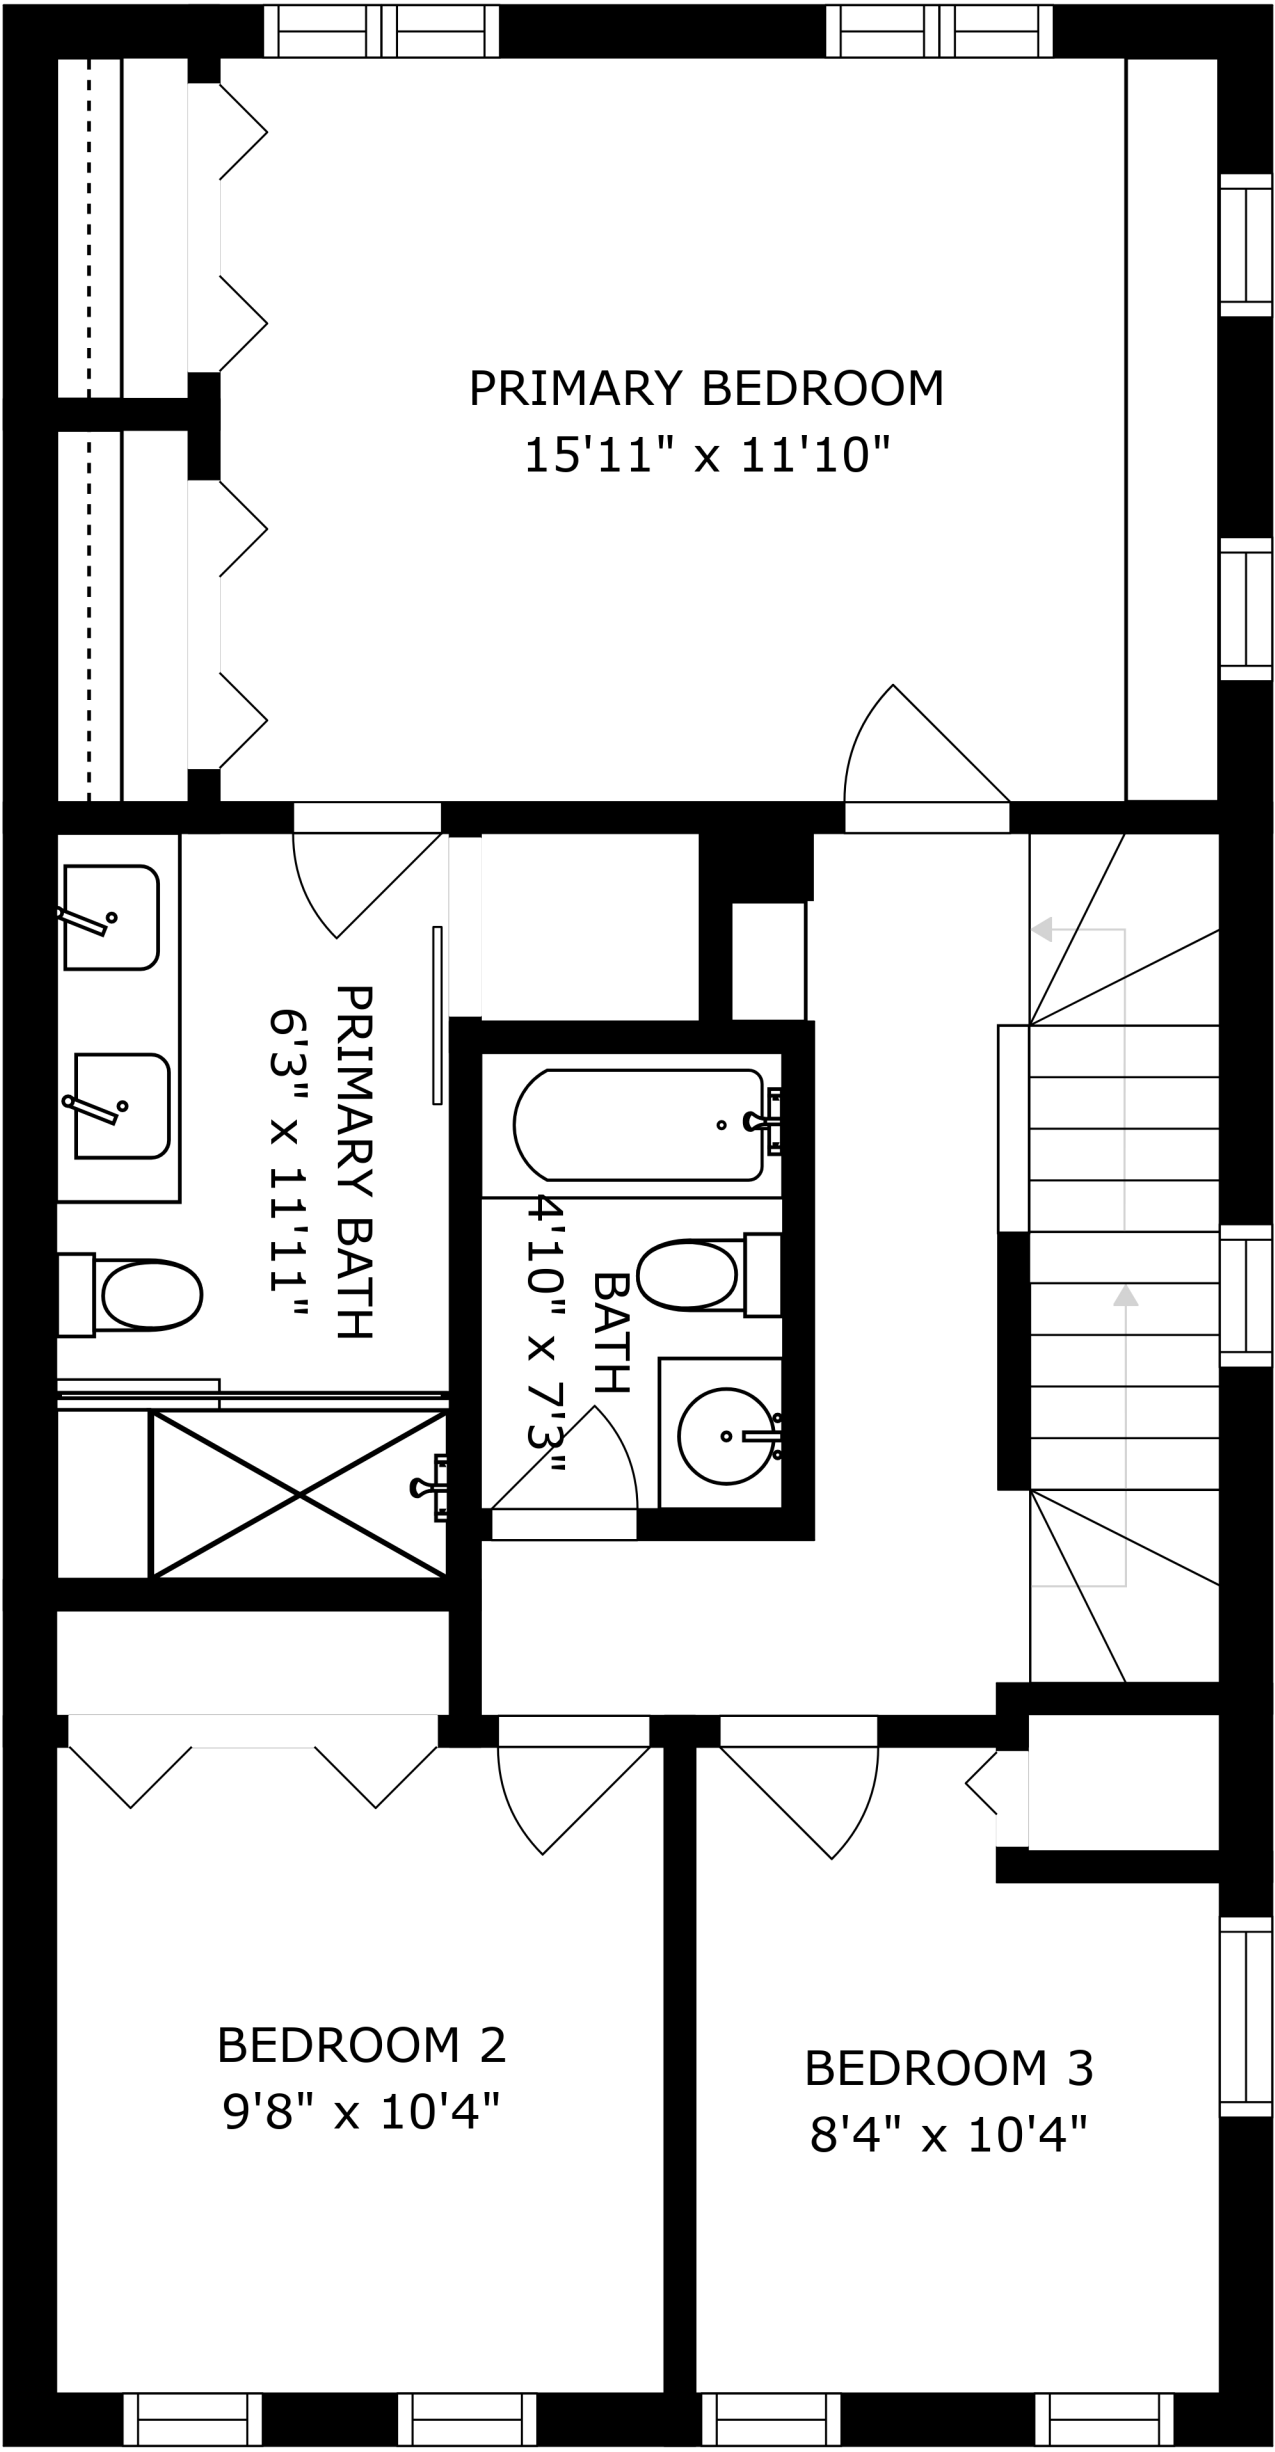 PRIMARY BEDROOM
15'11" x 11'10"
PRIMARY BATH
6'3" x 11'11"
BATH
4'10" x 7'3"
BEDROOM 2
9'8" x 10'4"
BEDROOM 3
8'4" x 10'4"